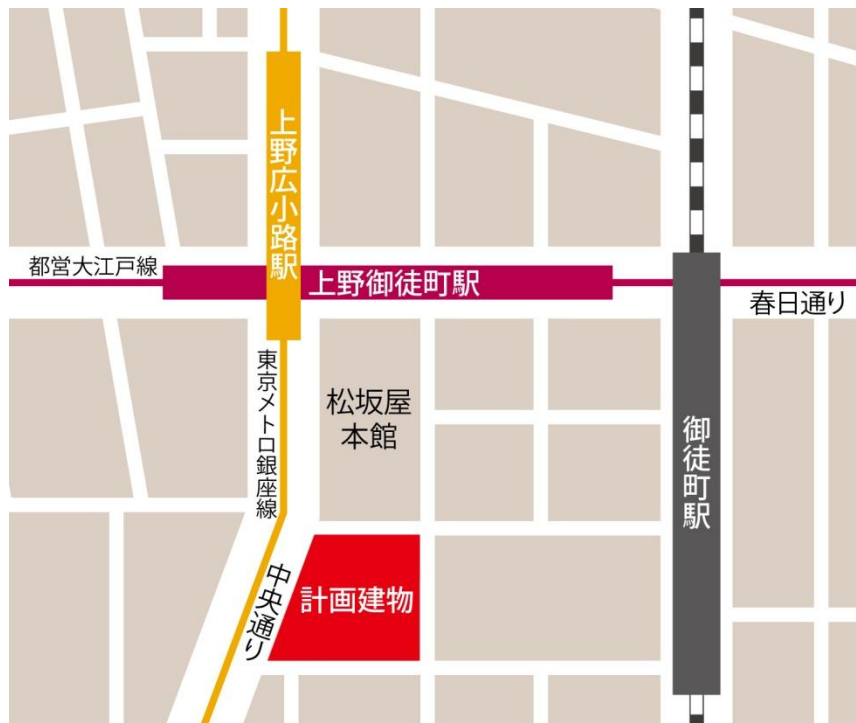 上野広小路駅
都営大江戸線
上野御徒町駅
春日通り
東京メトロ銀座線
松坂屋
本館
御徒町駅
中央通り
計画建物